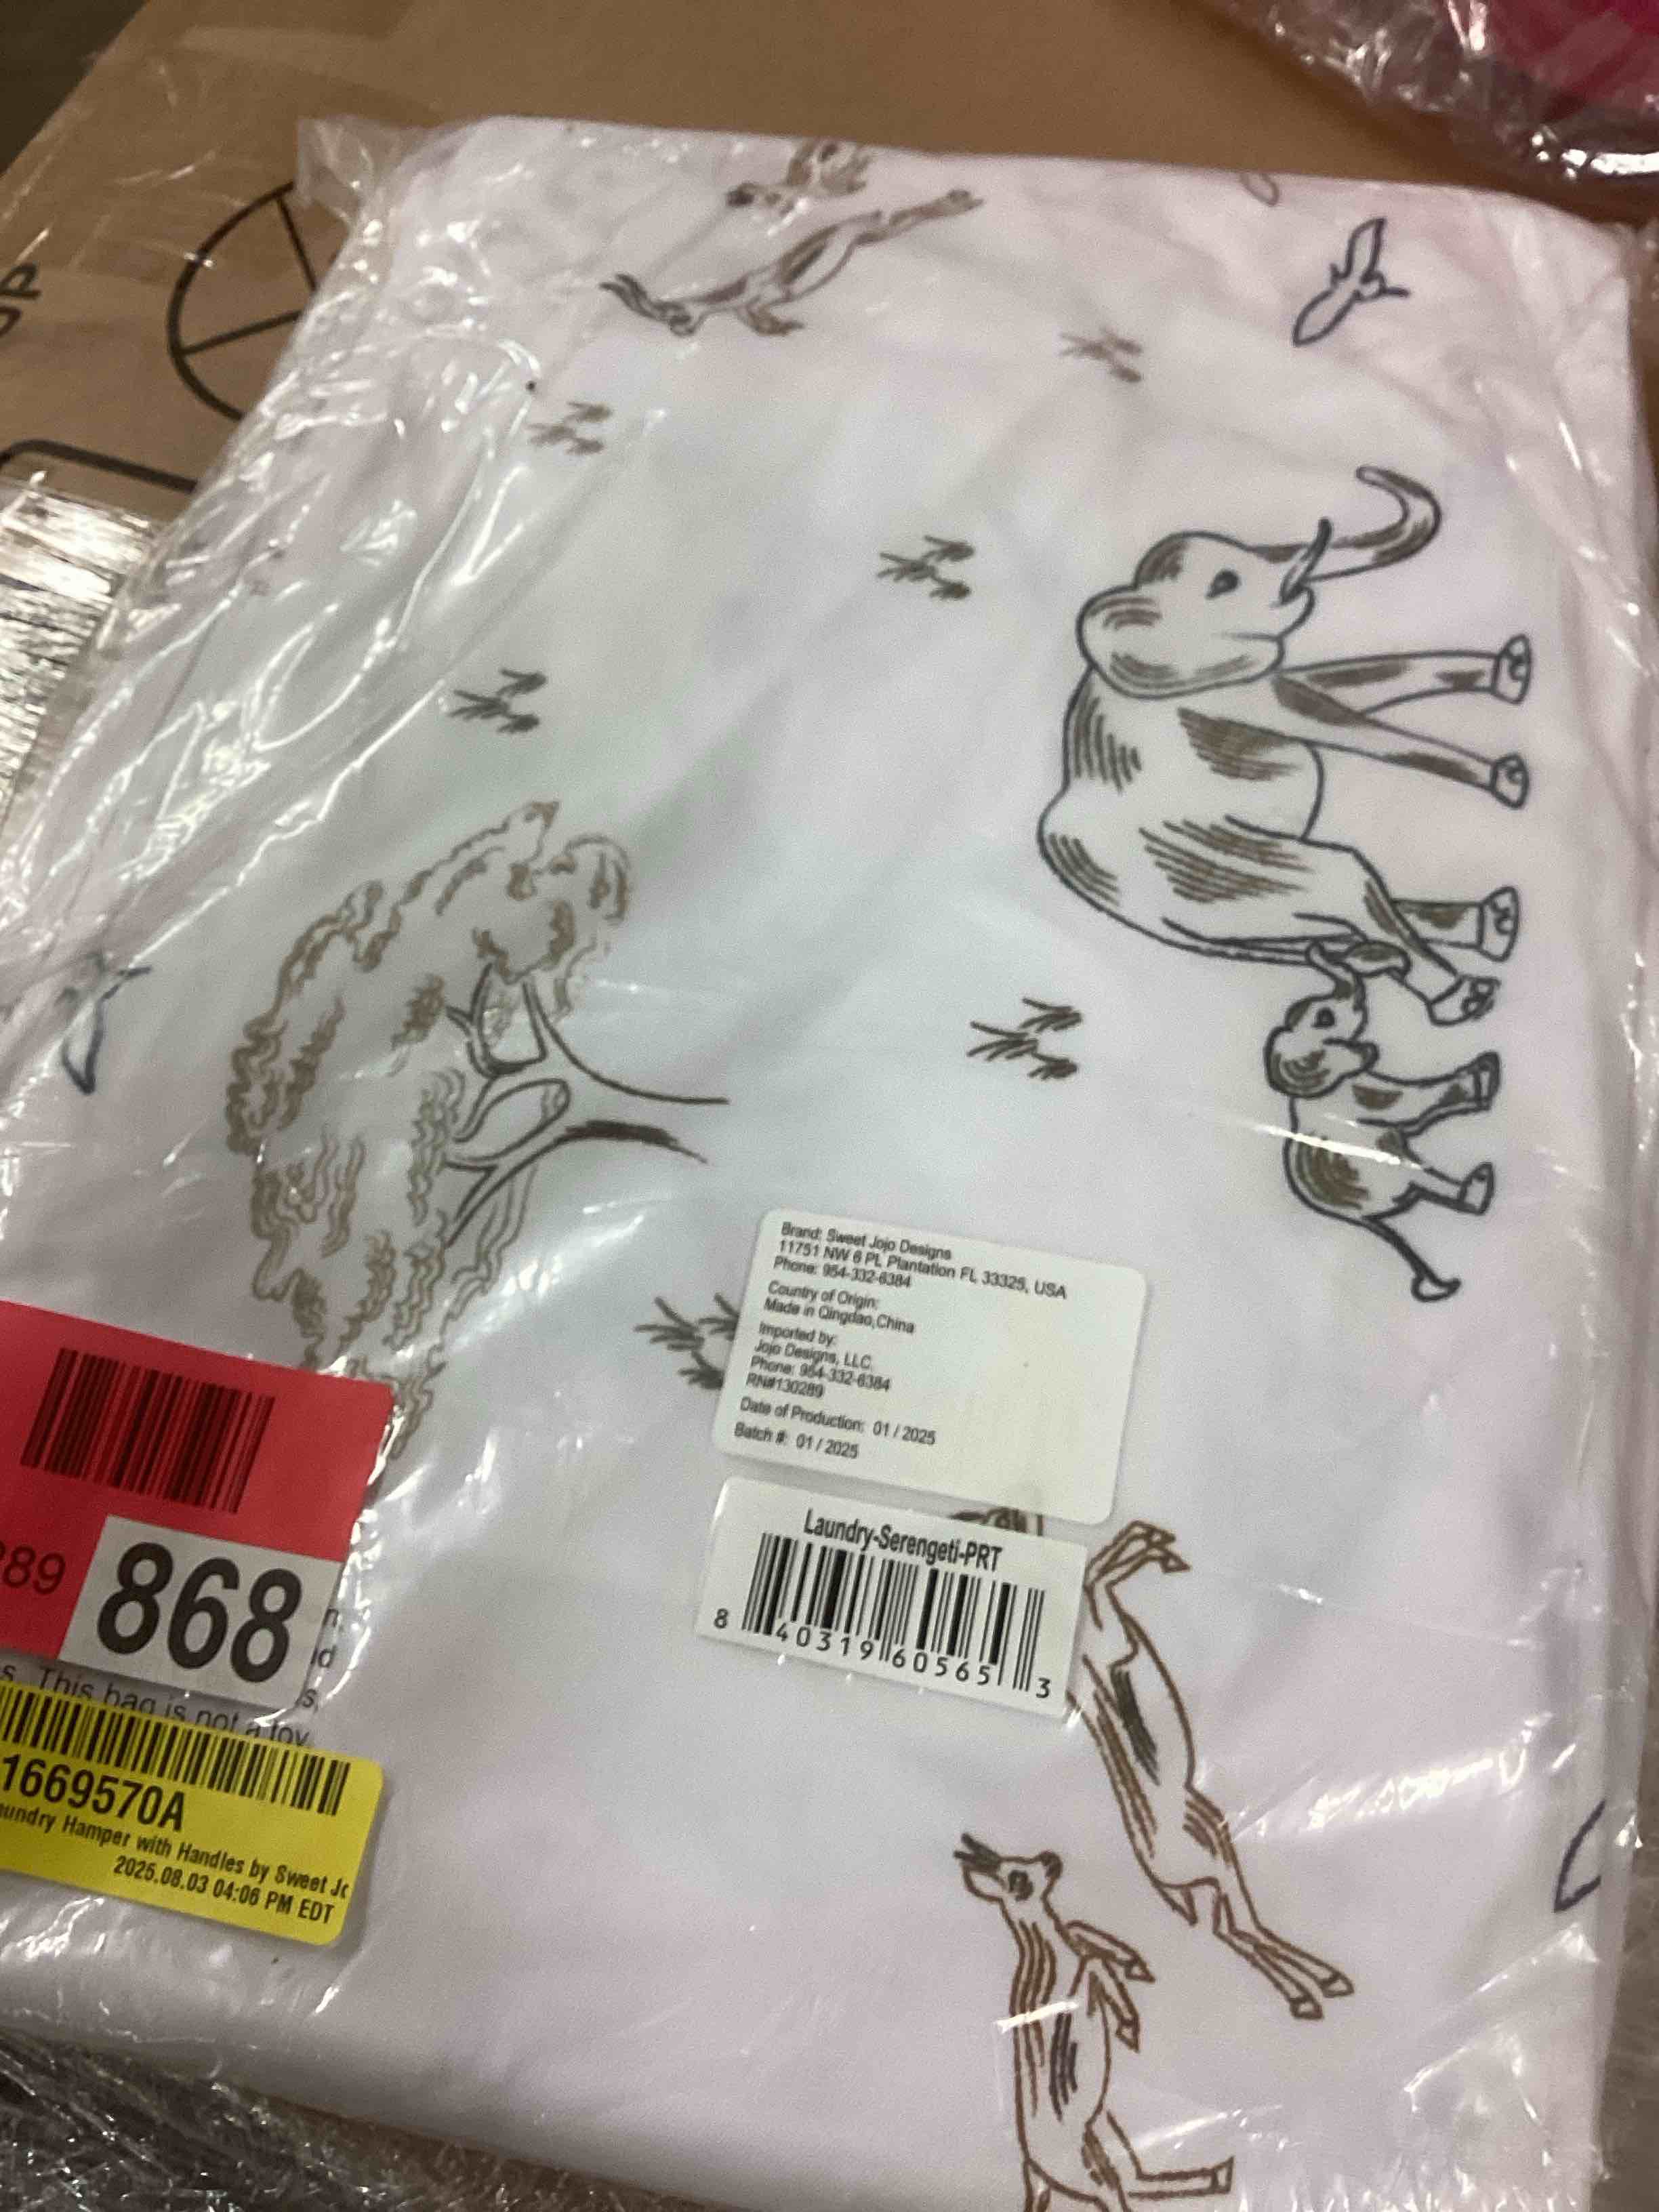 UP
Brand: Sweet Jojo Designs
11751 NW 6 PL Plantation FL 33325, USA
Phone: 954-332-6384
Country of Origin:
Made in Qingdao,China
Imported by:
Jojo Designs, LLC.
Phone: 954-332-6384
RN#130289
Date of Production: 01 / 2025
Batch #: 01 / 2025
Laundry-Serengeti-PRT
8 40319 60565 3
89
868
This bag is not a toy.
1669570A
aundry Hamper with Handles by Sweet Jo
2025.08.03 04:06 PM EDT